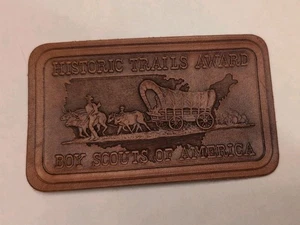 HISTORIC TRAILS AWARD
BOY SCOUTS OF AMERICA